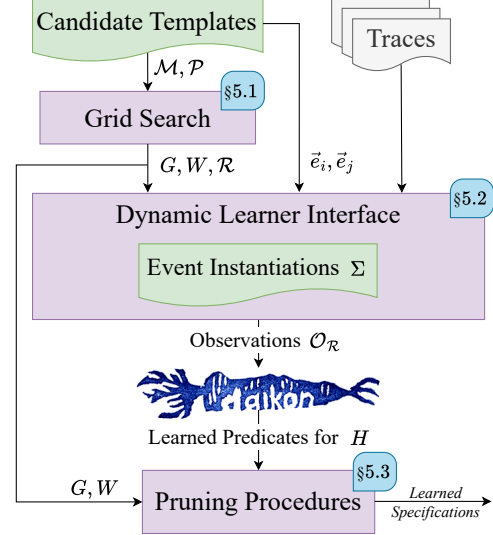 Candidate Templates
Traces
M, P
§5.1
Grid Search
G, W, R
e⃗i, e⃗j
§5.2
Dynamic Learner Interface
Event Instantiations Σ
Observations O_R
daikon
Learned Predicates for H
§5.3
G, W
Pruning Procedures
Learned
Specifications